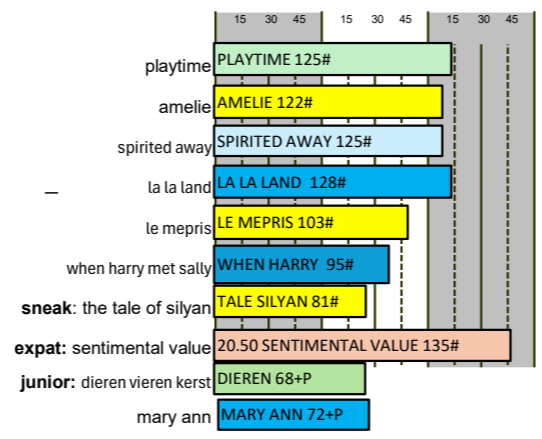 15 30 45 15 30 45 15 30 45
playtime PLAYTIME 125#
amelie AMELIE 122#
spirited away SPIRITED AWAY 125#
la la land LA LA LAND 128#
le mepris LE MEPRIS 103#
when harry met sally WHEN HARRY 95#
sneak: the tale of silyan TALE SILYAN 81#
expat: sentimental value 20.50 SENTIMENTAL VALUE 135#
junior: dieren vieren kerst DIEREN 68+P
mary ann MARY ANN 72+P